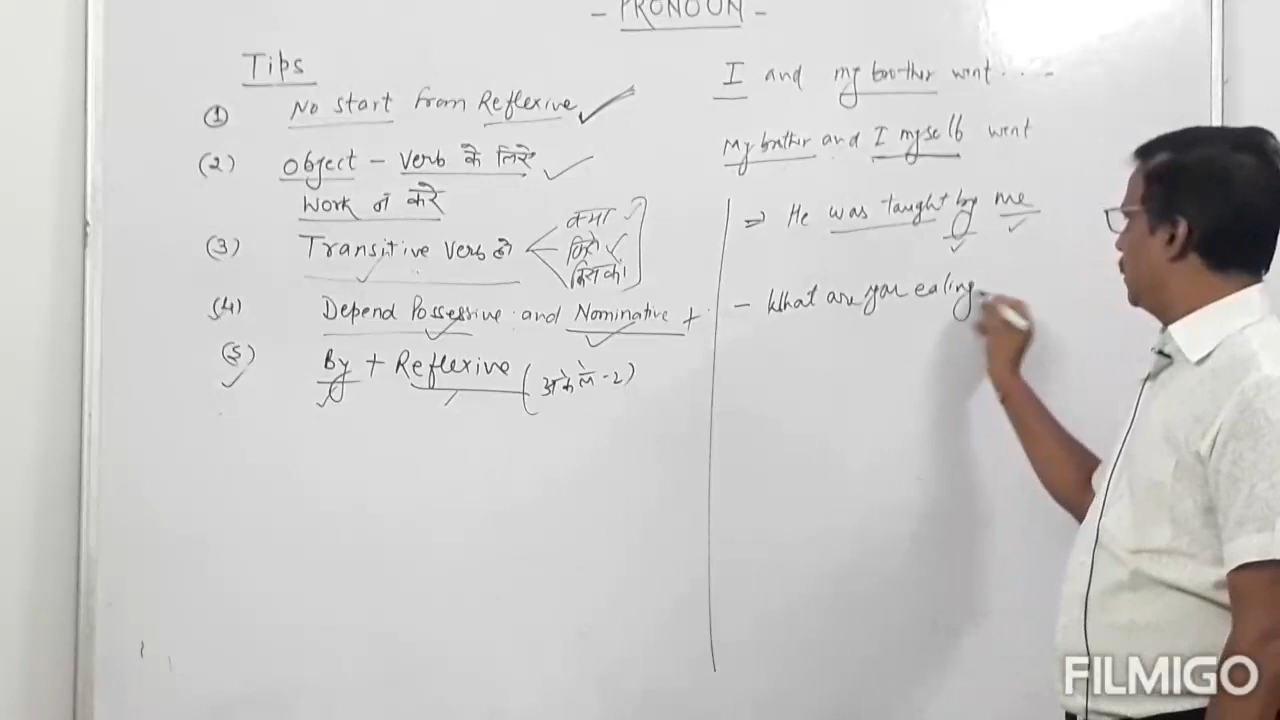 - PRONOUN -
Tips
(1) No start from Reflexive
(2) Object - Verb के लिये
Work न करे
(3) Transitive Verb हो
क्या
किसे
किसको
(4) Depend Possessive and Nominative +
(5) By + Reflexive (अकेले-2)
I and my brother went ....
My brother and I myself went
⇒ He was taught by me
- What are you eating
FILMIGO